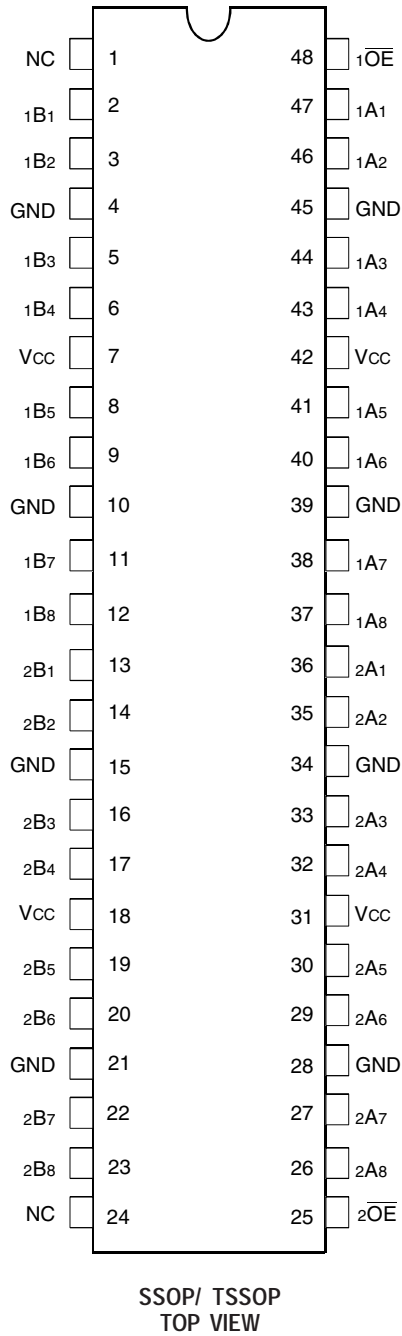 NC 1 48 1OE
1B1 2 47 1A1
1B2 3 46 1A2
GND 4 45 GND
1B3 5 44 1A3
1B4 6 43 1A4
VCC 7 42 VCC
1B5 8 41 1A5
1B6 9 40 1A6
GND 10 39 GND
1B7 11 38 1A7
1B8 12 37 1A8
2B1 13 36 2A1
2B2 14 35 2A2
GND 15 34 GND
2B3 16 33 2A3
2B4 17 32 2A4
VCC 18 31 VCC
2B5 19 30 2A5
2B6 20 29 2A6
GND 21 28 GND
2B7 22 27 2A7
2B8 23 26 2A8
NC 24 25 2OE
SSOP/ TSSOP
TOP VIEW